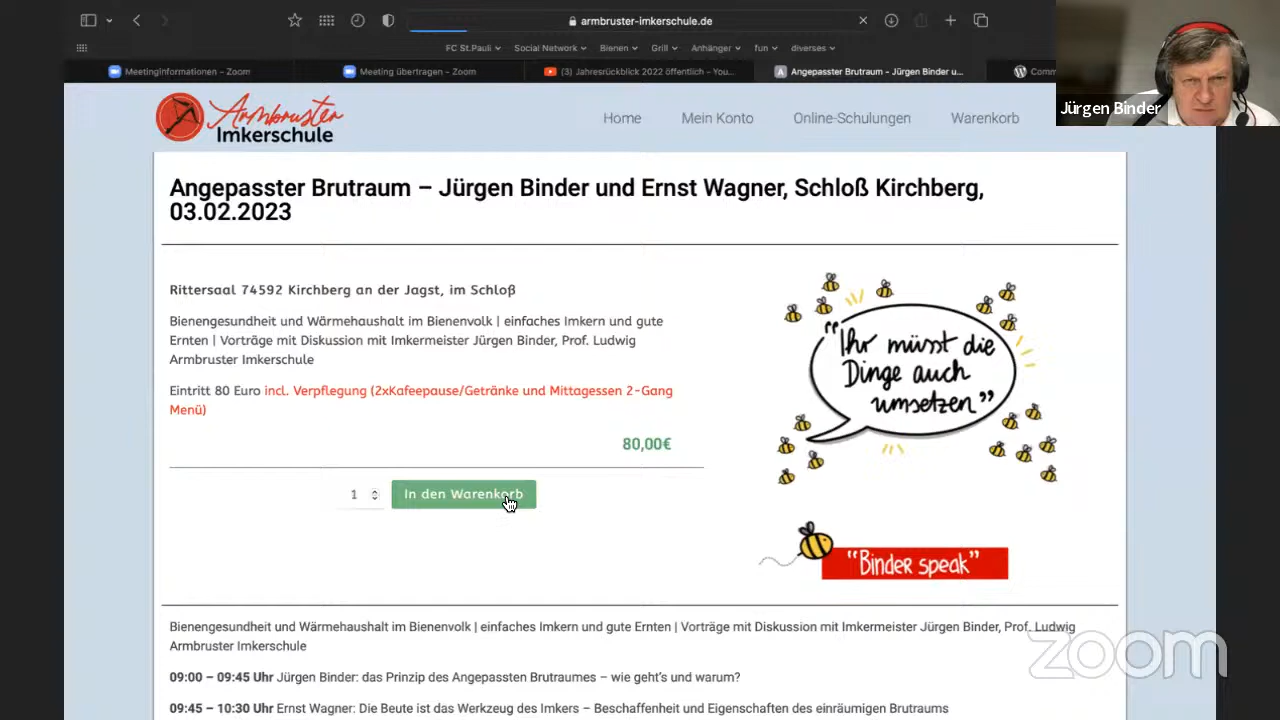 armbruster-imkerschule.de
FC St.Pauli Social Network Bienen Grill Anhänger fun diverses
Meetinginformationen – Zoom
Meeting übertragen – Zoom
(3) Jahresrückblick 2022 öffentlich – You...
A Angepasster Brutraum – Jürgen Binder u...
Comm
Jürgen Binder
Armbruster
Imkerschule
Home Mein Konto Online-Schulungen Warenkorb
Angepasster Brutraum – Jürgen Binder und Ernst Wagner, Schloß Kirchberg,
03.02.2023
Rittersaal 74592 Kirchberg an der Jagst, im Schloß
Bienengesundheit und Wärmehaushalt im Bienenvolk | einfaches Imkern und gute
Ernten | Vorträge mit Diskussion mit Imkermeister Jürgen Binder, Prof. Ludwig
Armbruster Imkerschule
Eintritt 80 Euro incl. Verpflegung (2xKafeepause/Getränke und Mittagessen 2-Gang
Menü)
80,00€
1 In den Warenkorb
"Ihr müsst die
Dinge auch
umsetzen"
"Binder speak"
Bienengesundheit und Wärmehaushalt im Bienenvolk | einfaches Imkern und gute Ernten | Vorträge mit Diskussion mit Imkermeister Jürgen Binder, Prof. Ludwig
Armbruster Imkerschule
09:00 – 09:45 Uhr Jürgen Binder: das Prinzip des Angepassten Brutraumes – wie geht's und warum?
09:45 – 10:30 Uhr Ernst Wagner: Die Beute ist das Werkzeug des Imkers – Beschaffenheit und Eigenschaften des einräumigen Brutraums
zoom